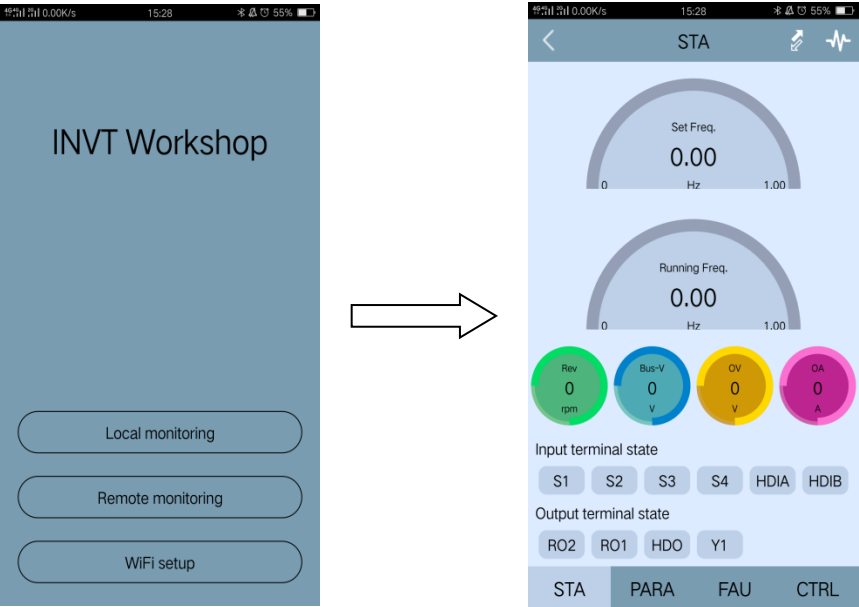 0.00K/s 15:28 55%
INVT Workshop
Local monitoring
Remote monitoring
WiFi setup
0.00K/s 15:28 55%
STA
Set Freq.
0.00
0 Hz 1.00
Running Freq.
0.00
0 Hz 1.00
Rev Bus-V OV OA
0 0 0 0
rpm V V A
Input terminal state
S1 S2 S3 S4 HDIA HDIB
Output terminal state
RO2 RO1 HDO Y1
STA PARA FAU CTRL